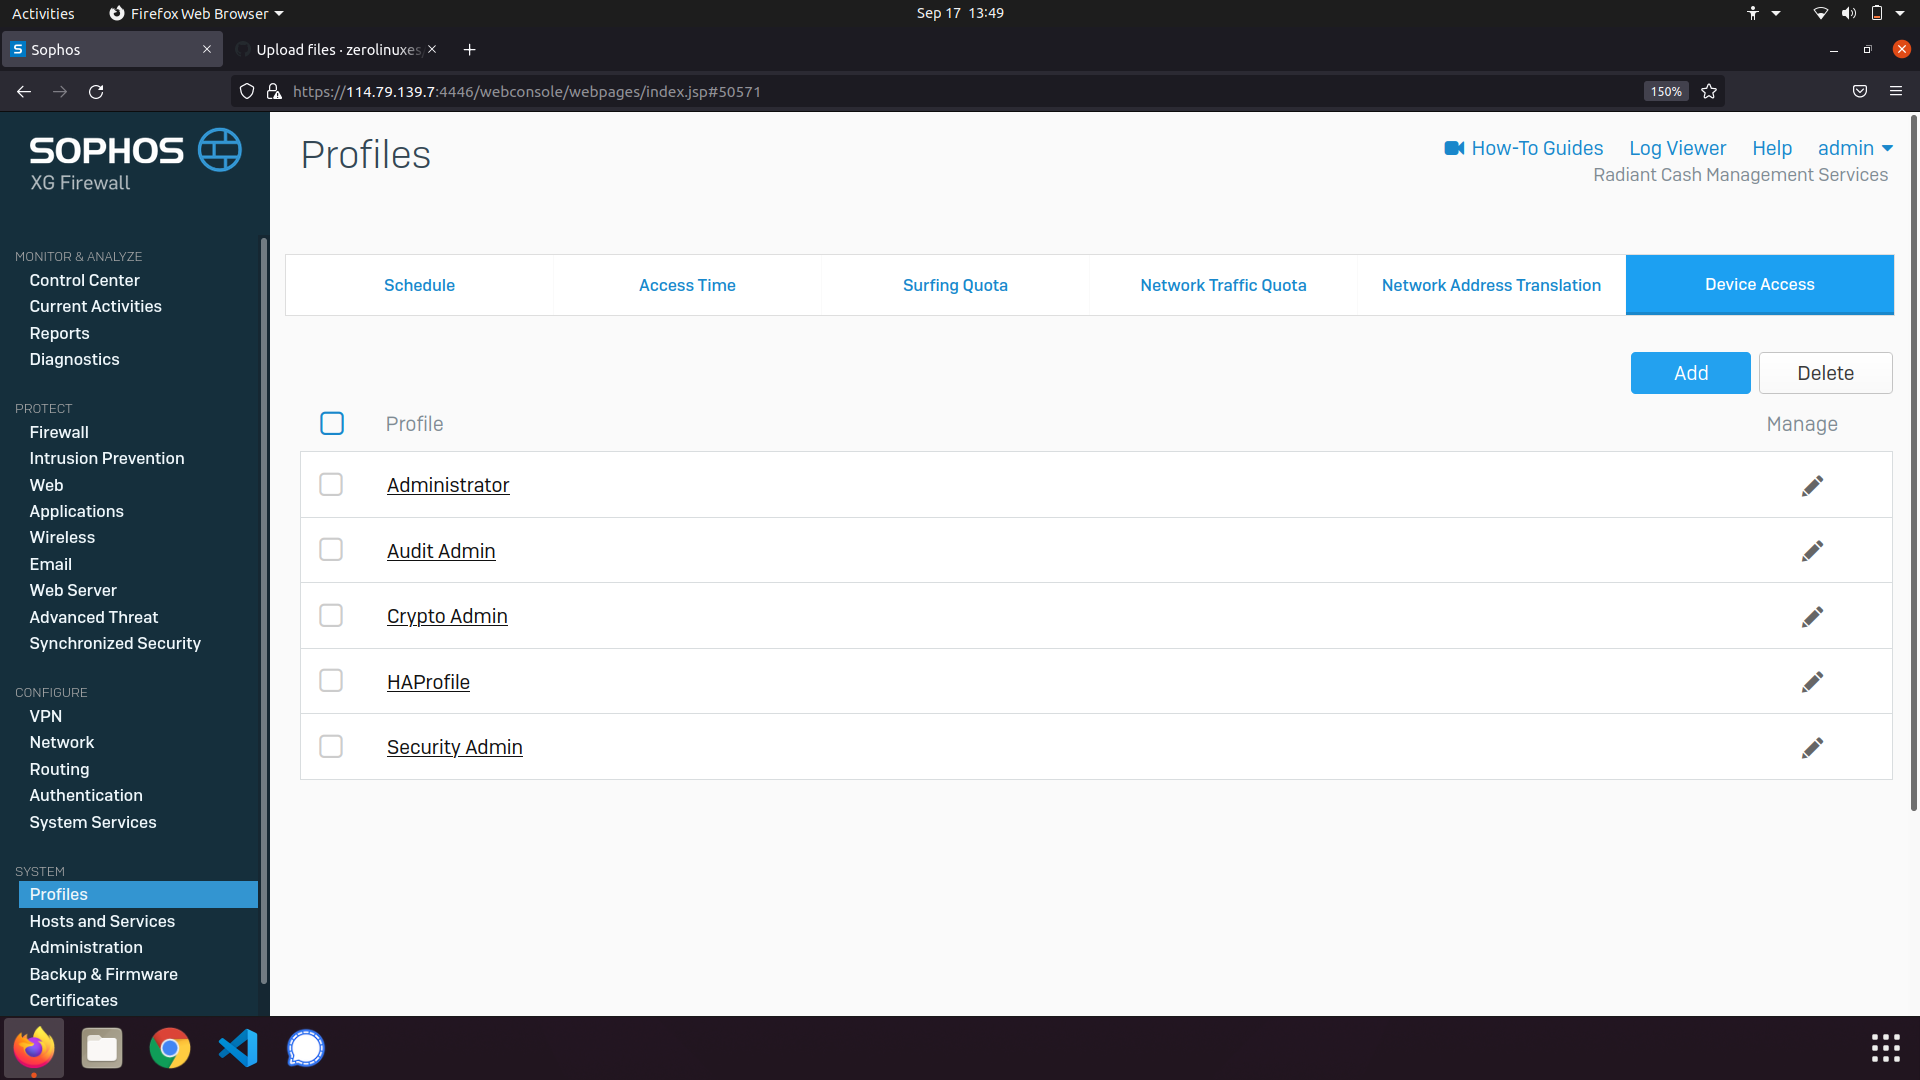 Activities
Firefox Web Browser
Sep 17 13:49
Sophos
Upload files · zerolinuxes
https://114.79.139.7:4446/webconsole/webpages/index.jsp#50571
150%
SOPHOS
XG Firewall
Profiles
How-To Guides
Log Viewer
Help
admin
Radiant Cash Management Services
MONITOR & ANALYZE
Control Center
Current Activities
Reports
Diagnostics
PROTECT
Firewall
Intrusion Prevention
Web
Applications
Wireless
Email
Web Server
Advanced Threat
Synchronized Security
CONFIGURE
VPN
Network
Routing
Authentication
System Services
SYSTEM
Profiles
Hosts and Services
Administration
Backup & Firmware
Certificates
Schedule
Access Time
Surfing Quota
Network Traffic Quota
Network Address Translation
Device Access
Add
Delete
Profile
Manage
Administrator
Audit Admin
Crypto Admin
HAProfile
Security Admin